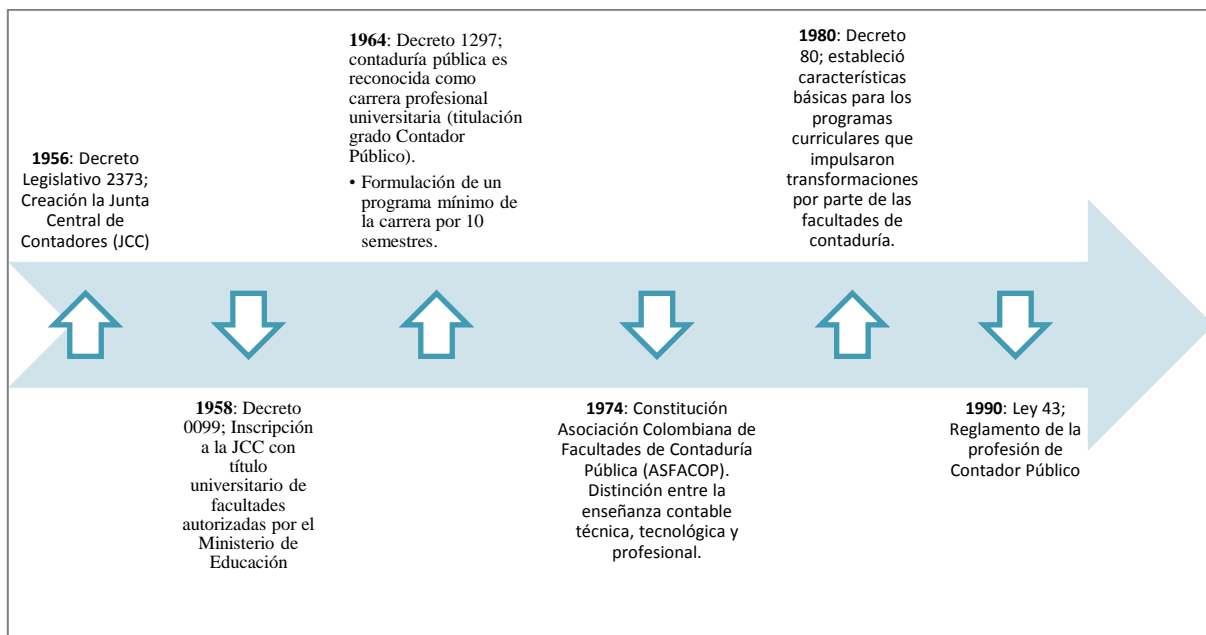 1956: Decreto
Legislativo 2373;
Creación la Junta
Central de
Contadores (JCC)
1958: Decreto
0099; Inscripción
a la JCC con
título
universitario de
facultades
autorizadas por el
Ministerio de
Educación
1964: Decreto 1297;
contaduría pública es
reconocida como
carrera profesional
universitaria (titulación
grado Contador
Público).
• Formulación de un
programa mínimo de
la carrera por 10
semestres.
1974: Constitución
Asociación Colombiana de
Facultades de Contaduría
Pública (ASFACOP).
Distinción entre la
enseñanza contable
técnica, tecnológica y
profesional.
1980: Decreto
80; estableció
características
básicas para los
programas
curriculares que
impulsaron
transformaciones
por parte de las
facultades de
contaduría.
1990: Ley 43;
Reglamento de la
profesión de
Contador Público